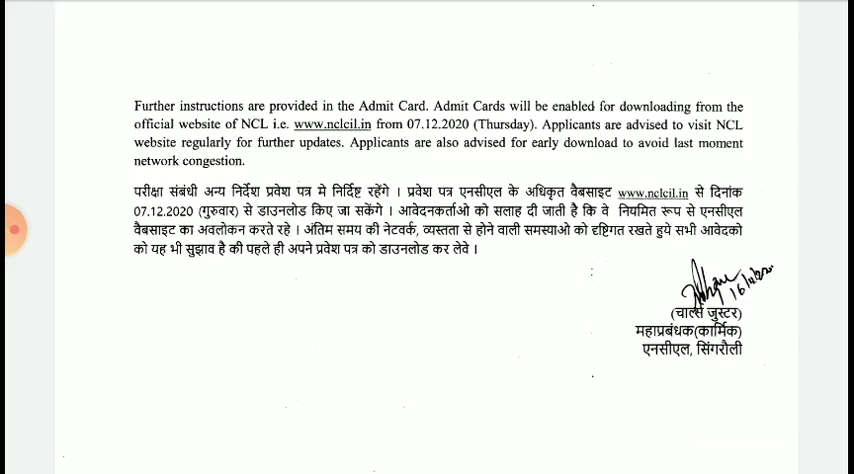 Further instructions are provided in the Admit Card. Admit Cards will be enabled for downloading from the
official website of NCL i.e. www.nclcil.in from 07.12.2020 (Thursday). Applicants are advised to visit NCL
website regularly for further updates. Applicants are also advised for early download to avoid last moment
network congestion.
परीक्षा संबंधी अन्य निर्देश प्रवेश पत्र मे निर्दिष्ट रहेंगे । प्रवेश पत्र एनसीएल के अधिकृत वैबसाइट www.nclcil.in से दिनांक
07.12.2020 (गुरुवार) से डाउनलोड किए जा सकेंगे । आवेदनकर्ताओ को सलाह दी जाती है कि वे नियमित रूप से एनसीएल
वैबसाइट का अवलोकन करते रहे । अंतिम समय की नेटवर्क, व्यस्तता से होने वाली समस्याओ को दृष्टिगत रखते हुये सभी आवेदको
को यह भी सुझाव है की पहले ही अपने प्रवेश पत्र को डाउनलोड कर लेवे ।
(चार्ल्स जुस्टर)
महाप्रबंधक(कार्मिक)
एनसीएल, सिंगरौली